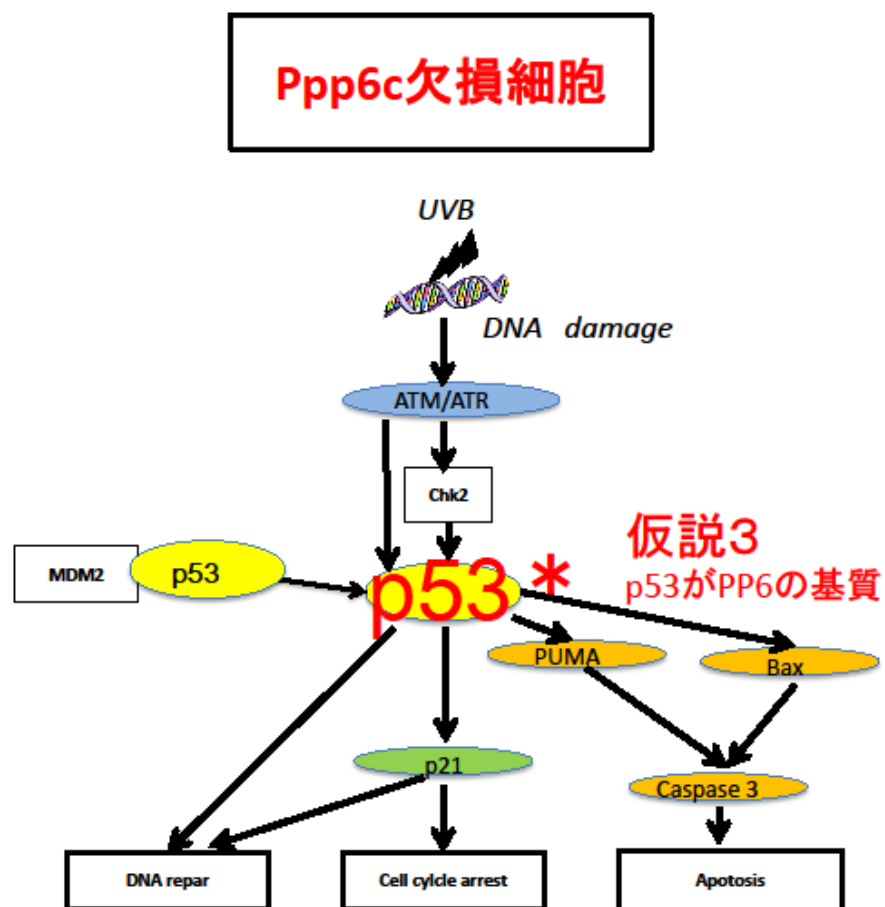 Ppp6c欠損細胞
UVB
DNA damage
ATM/ATR
Chk2
仮説3
p53がPP6の基質
MDM2
p53
p53*
PUMA
Bax
p21
Caspase 3
DNA repar
Cell cylcle arrest
Apotosis